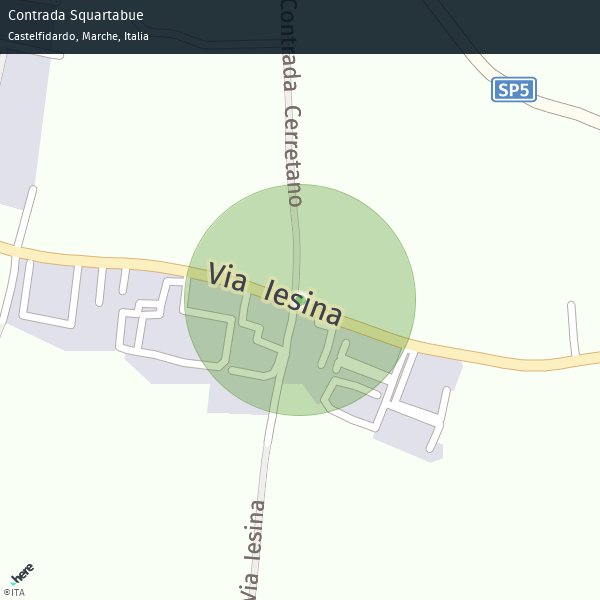 Contrada Squartabue
Castelfidardo, Marche, Italia
Contrada Cerretano
SP5
Via Iesina
Via Iesina
here
©ITA